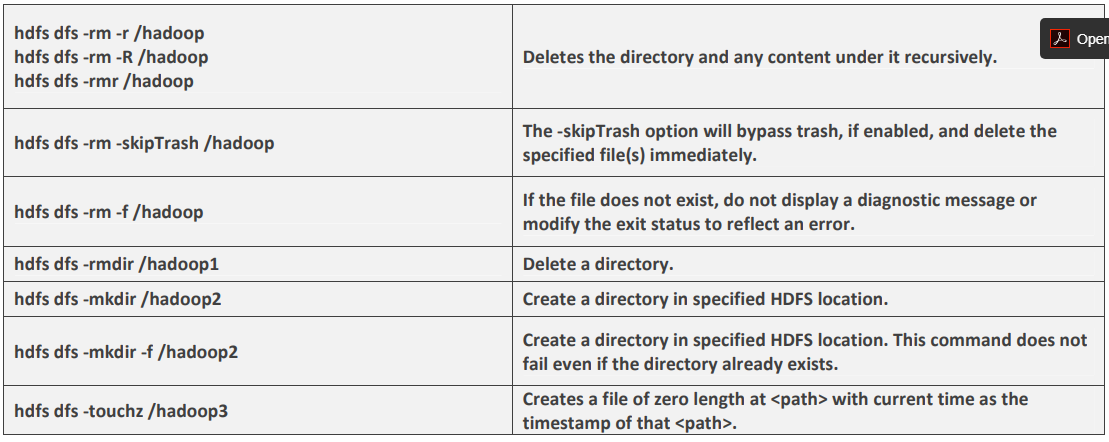 hdfs dfs -rm -r /hadoop
hdfs dfs -rm -R /hadoop
hdfs dfs -rmr /hadoop
Deletes the directory and any content under it recursively.
Open
hdfs dfs -rm -skipTrash /hadoop
The -skipTrash option will bypass trash, if enabled, and delete the
specified file(s) immediately.
hdfs dfs -rm -f /hadoop
If the file does not exist, do not display a diagnostic message or
modify the exit status to reflect an error.
hdfs dfs -rmdir /hadoop1
Delete a directory.
hdfs dfs -mkdir /hadoop2
Create a directory in specified HDFS location.
hdfs dfs -mkdir -f /hadoop2
Create a directory in specified HDFS location. This command does not
fail even if the directory already exists.
hdfs dfs -touchz /hadoop3
Creates a file of zero length at <path> with current time as the
timestamp of that <path>.